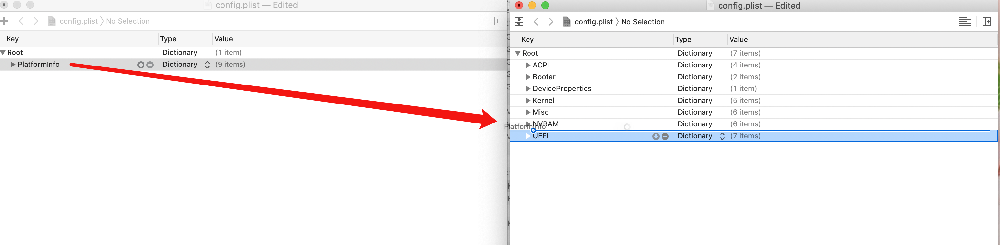 config.plist — Edited
config.plist 〉 No Selection
Key Type Value
Root Dictionary (1 item)
PlatformInfo Dictionary (9 items)
config.plist — Edited
config.plist 〉 No Selection
Key Type Value
Root Dictionary (7 items)
ACPI Dictionary (4 items)
Booter Dictionary (2 items)
DeviceProperties Dictionary (1 item)
Kernel Dictionary (5 items)
Misc Dictionary (6 items)
NVRAM Dictionary (6 items)
PlatformInfo
UEFI Dictionary (7 items)